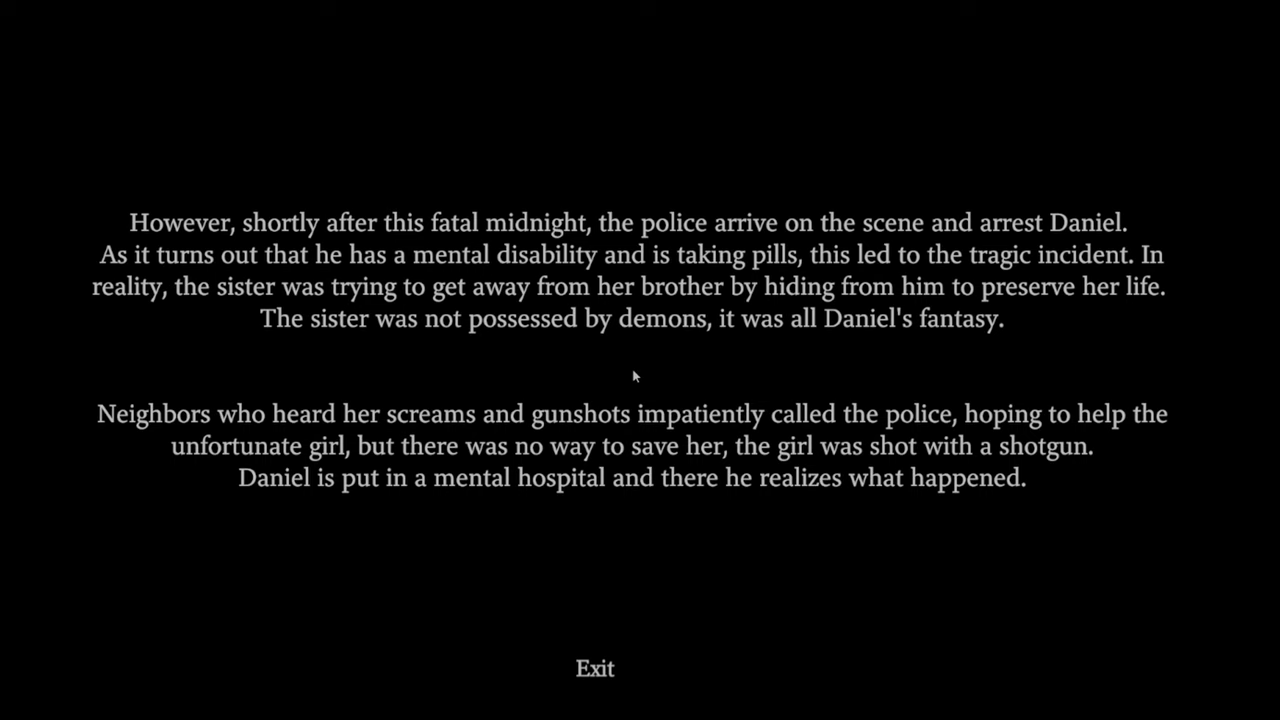 However, shortly after this fatal midnight, the police arrive on the scene and arrest Daniel.
As it turns out that he has a mental disability and is taking pills, this led to the tragic incident. In
reality, the sister was trying to get away from her brother by hiding from him to preserve her life.
The sister was not possessed by demons, it was all Daniel's fantasy.
Neighbors who heard her screams and gunshots impatiently called the police, hoping to help the
unfortunate girl, but there was no way to save her, the girl was shot with a shotgun.
Daniel is put in a mental hospital and there he realizes what happened.
Exit